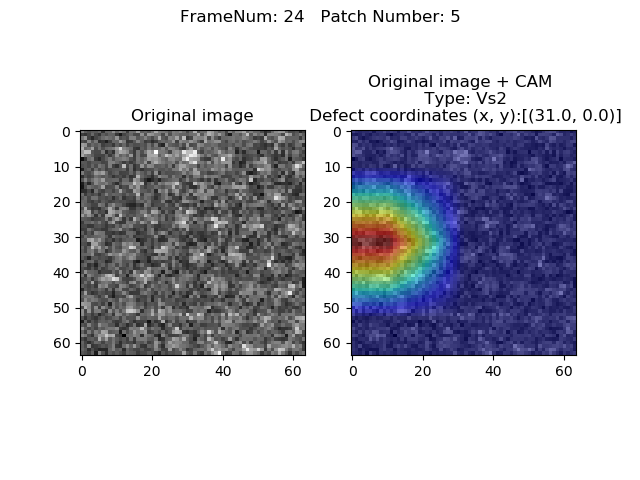 FrameNum: 24   Patch Number: 5
Original image
0
10
20
30
40
50
60
0 20 40 60
Original image + CAM
Type: Vs2
Defect coordinates (x, y):[(31.0, 0.0)]
0
10
20
30
40
50
60
0 20 40 60